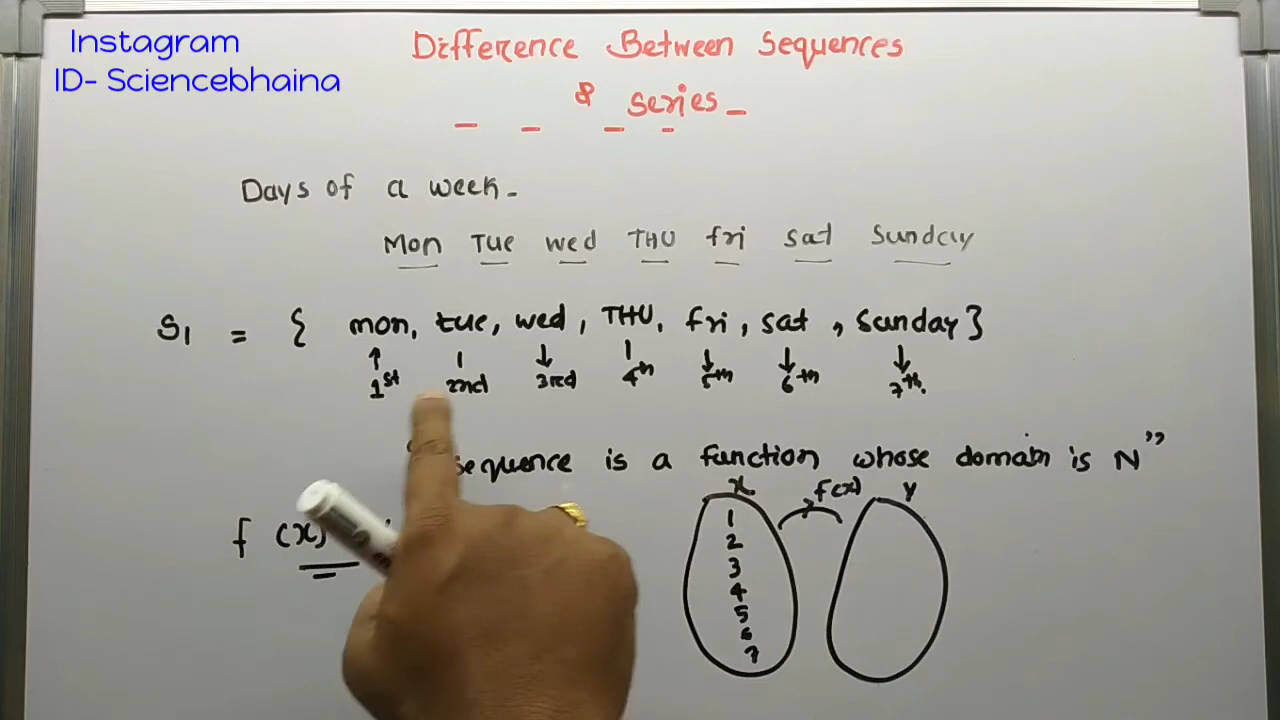 Instagram
ID- Sciencebhaina
Difference Between Sequences
& Series
Days of a week.
Mon Tue wed THU fri sat Sunday
S1 = { mon, tue, wed, THU, fri, sat, Sunday }
1st 2nd 3rd 4th 5th 6th 7th.
sequence is a function whose domain is N"
f (x)
x f(x) y
1
2
3
4
5
6
7